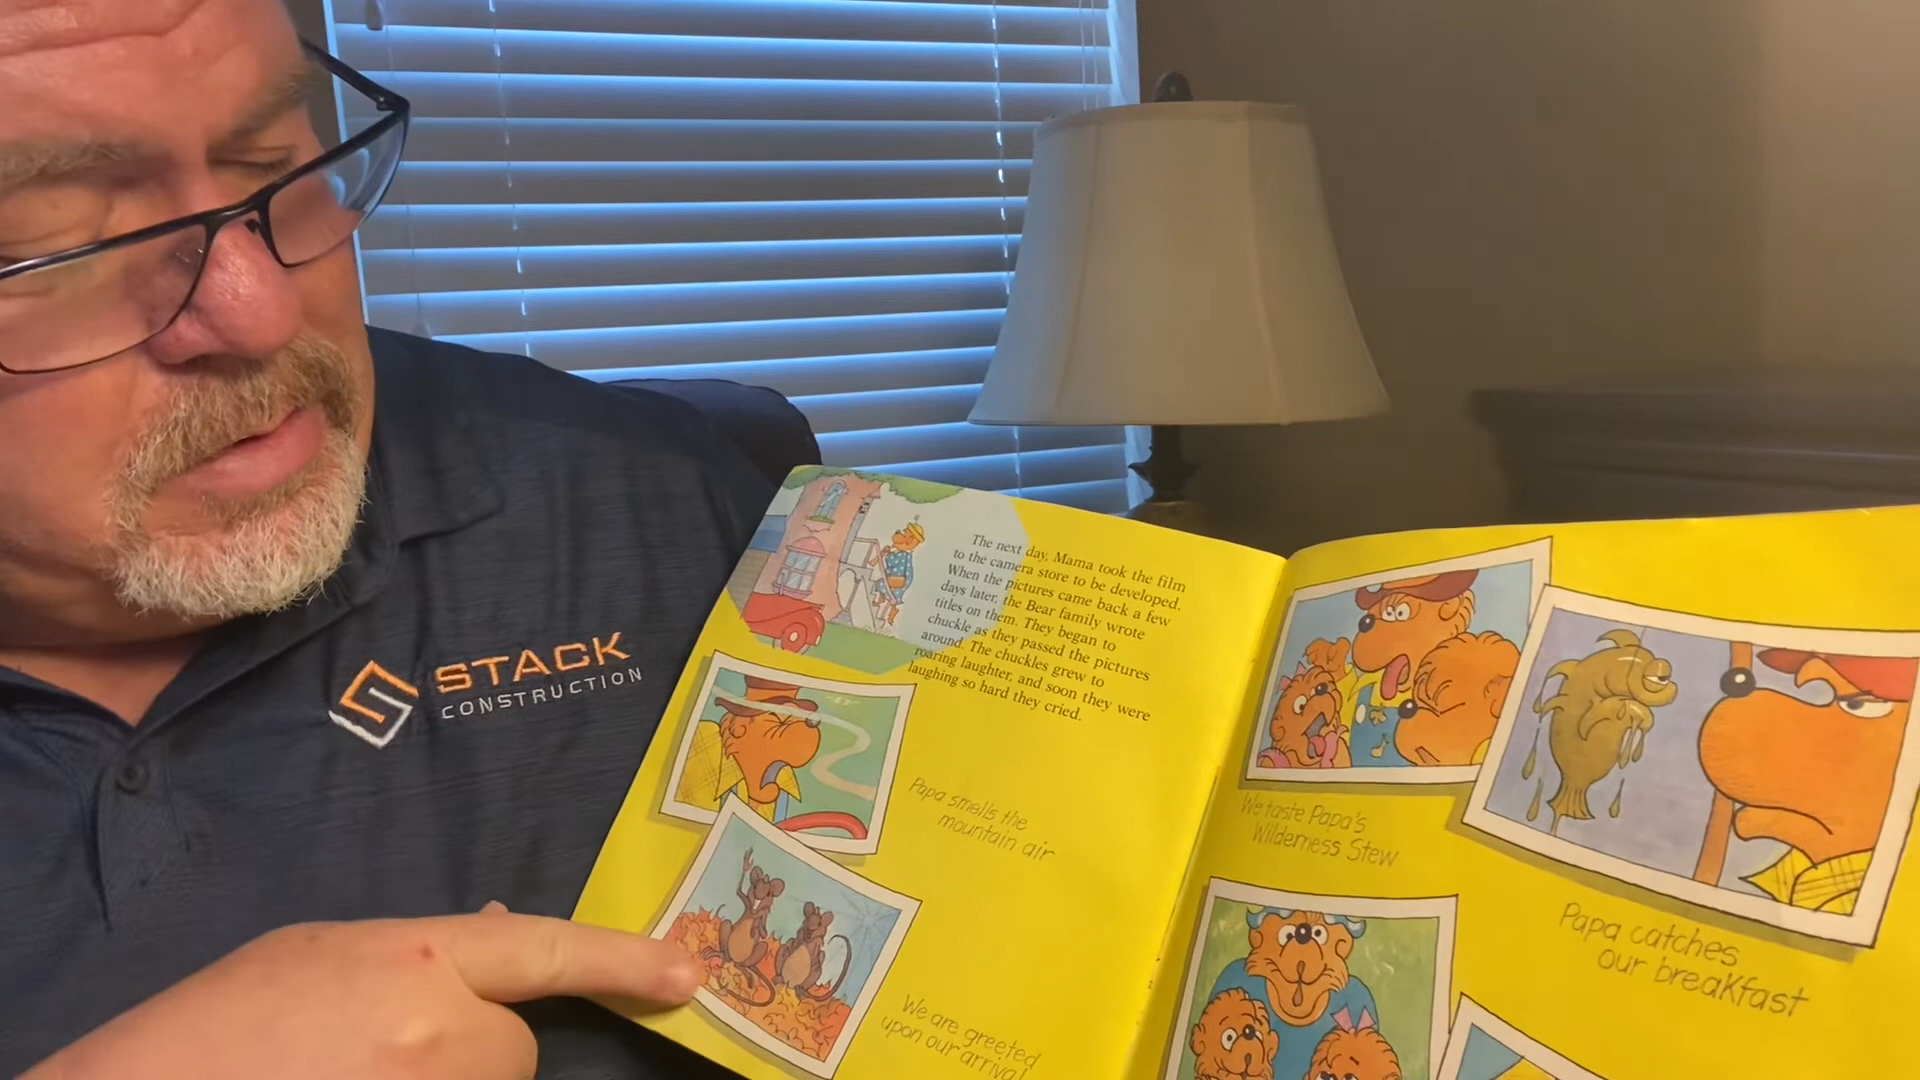 STACK
CONSTRUCTION
The next day, Mama took the film
to the camera store to be developed.
When the pictures came back a few
days later, the Bear family wrote
titles on them. They began to
chuckle as they passed the pictures
around. The chuckles grew to
roaring laughter, and soon they were
laughing so hard they cried.
Papa smells the
mountain air
We are greeted
upon our arrival
We taste Papa's
Wilderness Stew
Papa catches
our breakfast